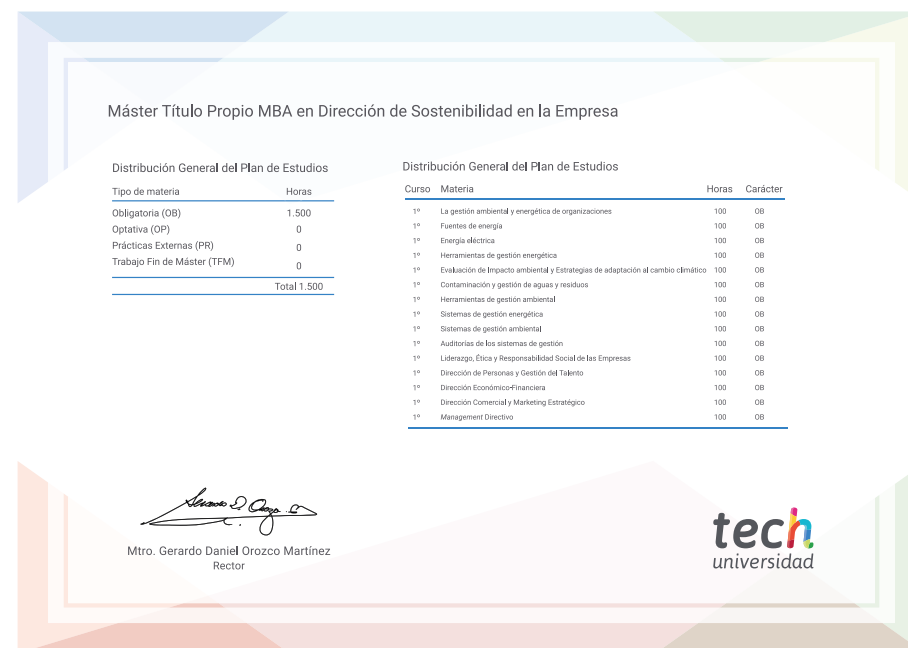 Máster Título Propio MBA en Dirección de Sostenibilidad en la Empresa
Distribución General del Plan de Estudios
Tipo de materia Horas
Obligatoria (OB) 1.500
Optativa (OP) 0
Prácticas Externas (PR) 0
Trabajo Fin de Máster (TFM) 0
Total 1.500
Distribución General del Plan de Estudios
Curso Materia Horas Carácter
1º La gestión ambiental y energética de organizaciones 100 OB
1º Fuentes de energía 100 OB
1º Energía eléctrica 100 OB
1º Herramientas de gestión energética 100 OB
1º Evaluación de Impacto ambiental y Estrategias de adaptación al cambio climático 100 OB
1º Contaminación y gestión de aguas y residuos 100 OB
1º Herramientas de gestión ambiental 100 OB
1º Sistemas de gestión energética 100 OB
1º Sistemas de gestión ambiental 100 OB
1º Auditorías de los sistemas de gestión 100 OB
1º Liderazgo, Ética y Responsabilidad Social de las Empresas 100 OB
1º Dirección de Personas y Gestión del Talento 100 OB
1º Dirección Económico-Financiera 100 OB
1º Dirección Comercial y Marketing Estratégico 100 OB
1º Management Directivo 100 OB
Mtro. Gerardo Daniel Orozco Martínez
Rector
tech
universidad